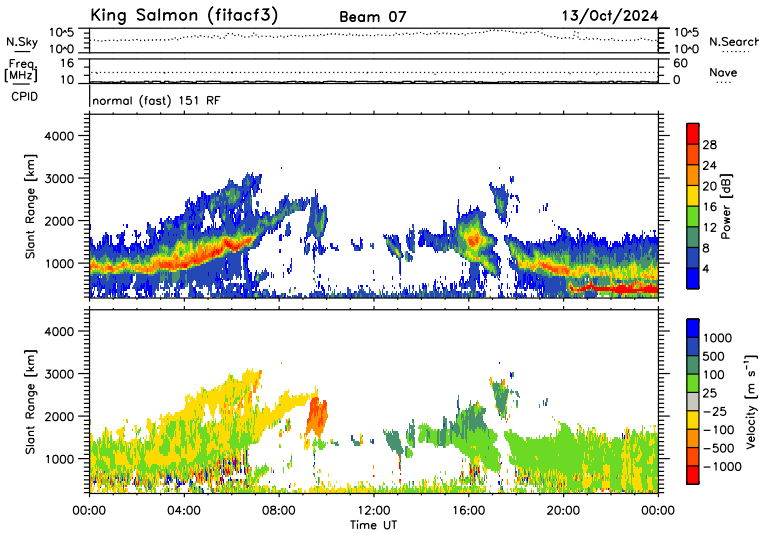 King Salmon (fitacf3) Beam 07 13/Oct/2024
N.Sky 10^5 10^0 10^5 10^0 N.Search
Freq. [MHz] 16 10 60 0 Nave
CPID normal (fast) 151 RF
Slant Range [km] 4000 3000 2000 1000
28 24 20 16 12 8 4 Power [dB]
Slant Range [km] 4000 3000 2000 1000
1000 500 100 25 -25 -100 -500 -1000 Velocity [m s⁻¹]
00:00 04:00 08:00 12:00 16:00 20:00 00:00
Time UT